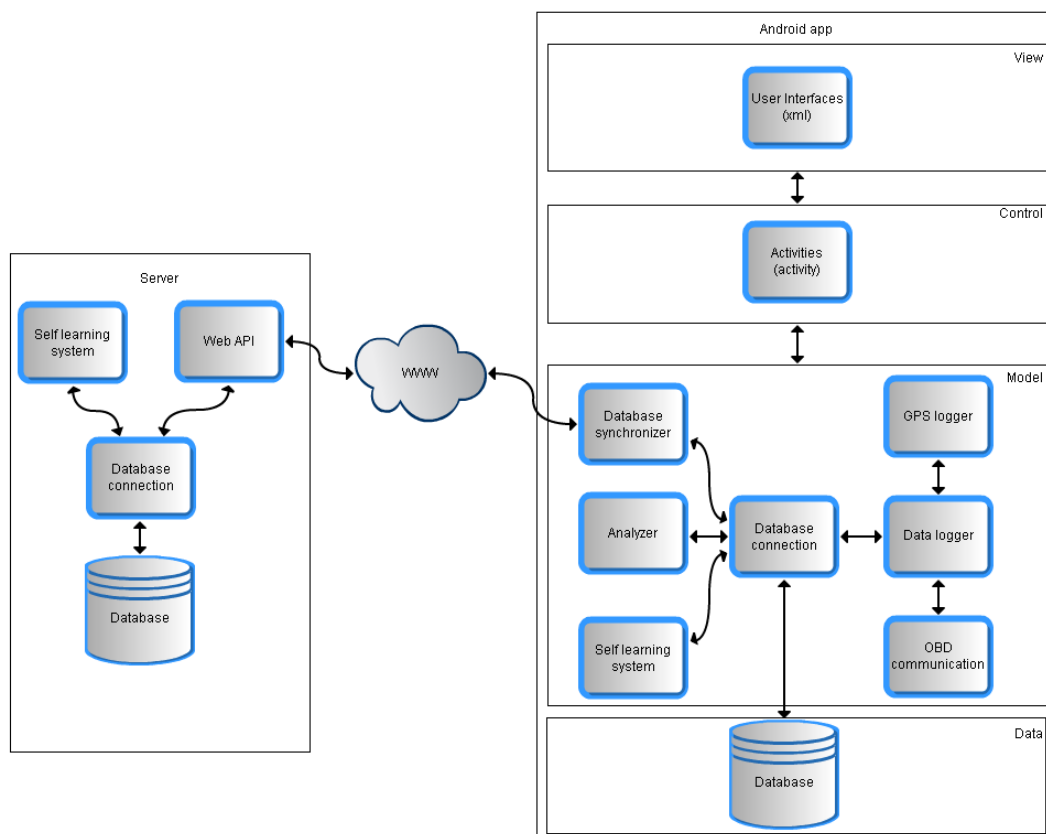 Android app
View
User Interfaces
(xml)
Control
Activities
(activity)
Server
Self learning
system
Web API
Database
connection
Database
WWW
Model
Database
synchronizer
GPS logger
Analyzer
Database
connection
Data logger
Self learning
system
OBD
communication
Data
Database